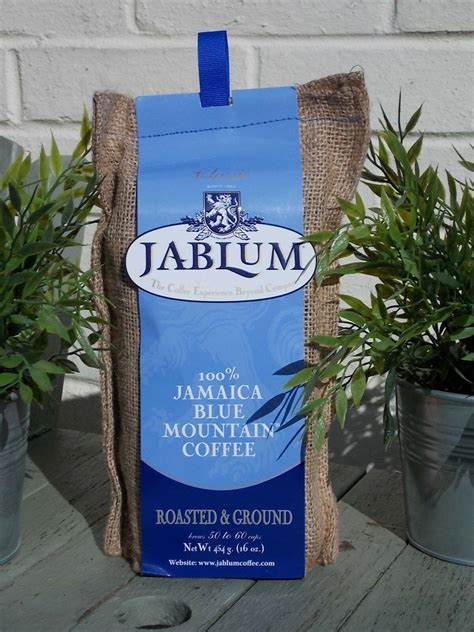 Classic
JABLUM
The Coffee Experience Beyond Compare
100%
JAMAICA
BLUE
MOUNTAIN
COFFEE
ROASTED & GROUND
brews 50 to 60 cups
Net Wt 454 g. (16 oz.)
Website: www.jablumcoffee.com